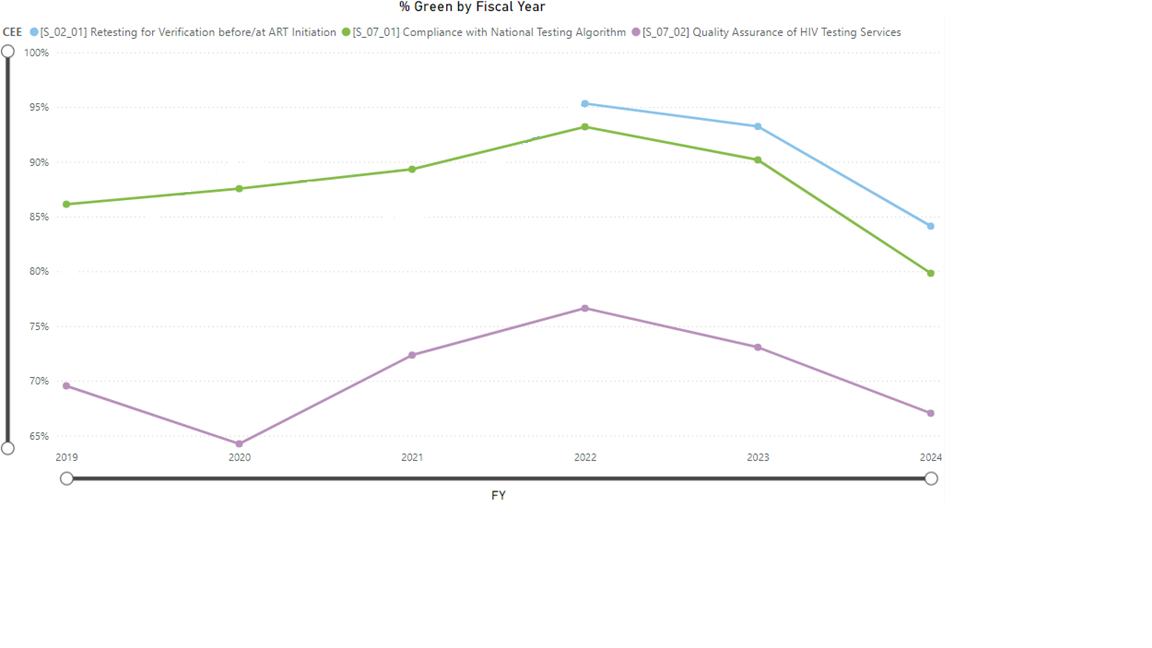 % Green by Fiscal Year
CEE [S_02_01] Retesting for Verification before/at ART Initiation [S_07_01] Compliance with National Testing Algorithm [S_07_02] Quality Assurance of HIV Testing Services
100%
95%
90%
85%
80%
75%
70%
65%
2019 2020 2021 2022 2023 2024
FY